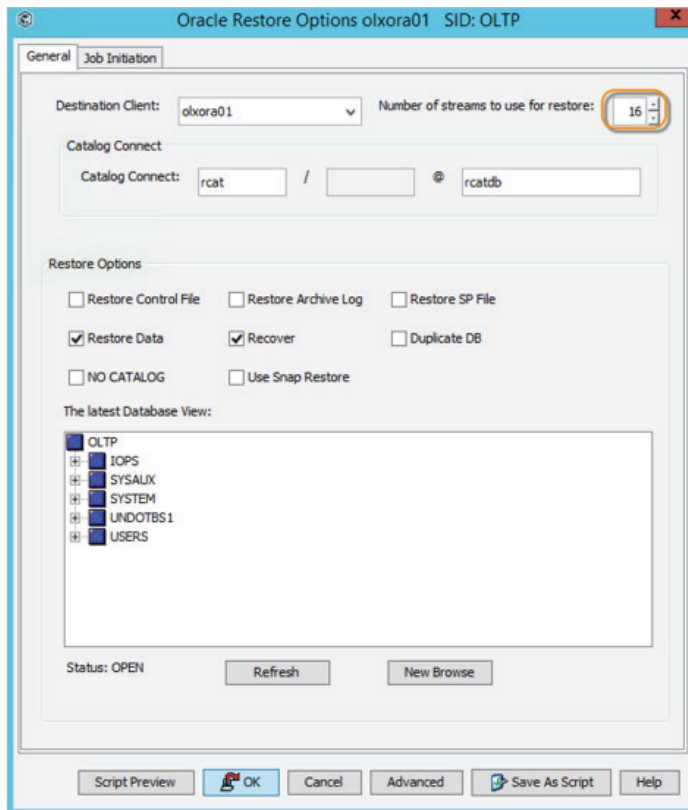 Oracle Restore Options olxora01 SID: OLTP
x
General Job Initiation
Destination Client: olxora01 Number of streams to use for restore: 16
Catalog Connect
Catalog Connect: rcat / @ rcatdb
Restore Options
Restore Control File Restore Archive Log Restore SP File
Restore Data Recover Duplicate DB
NO CATALOG Use Snap Restore
The latest Database View:
OLTP
IOPS
SYSAUX
SYSTEM
UNDOTBS1
USERS
Status: OPEN Refresh New Browse
Script Preview OK Cancel Advanced Save As Script Help